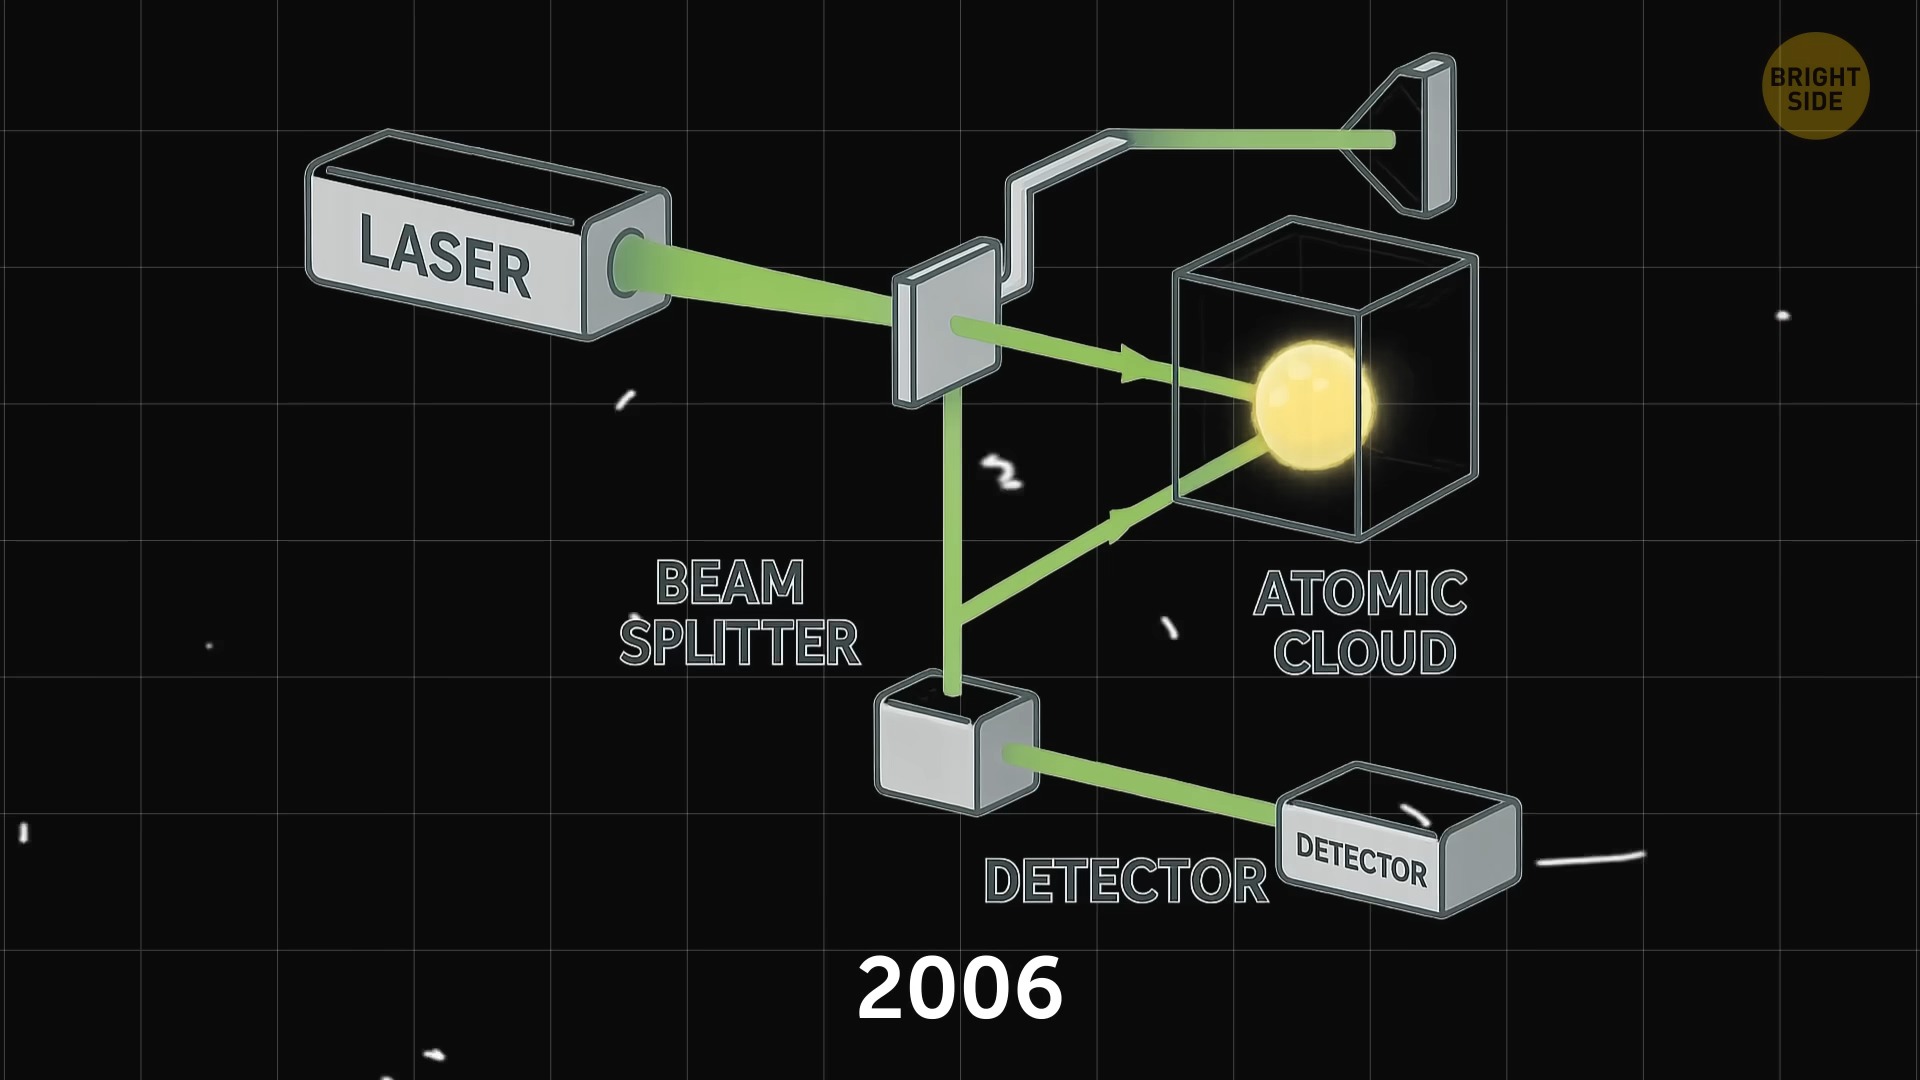 BRIGHT
SIDE
LASER
BEAM
SPLITTER
ATOMIC
CLOUD
DETECTOR
DETECTOR
2006